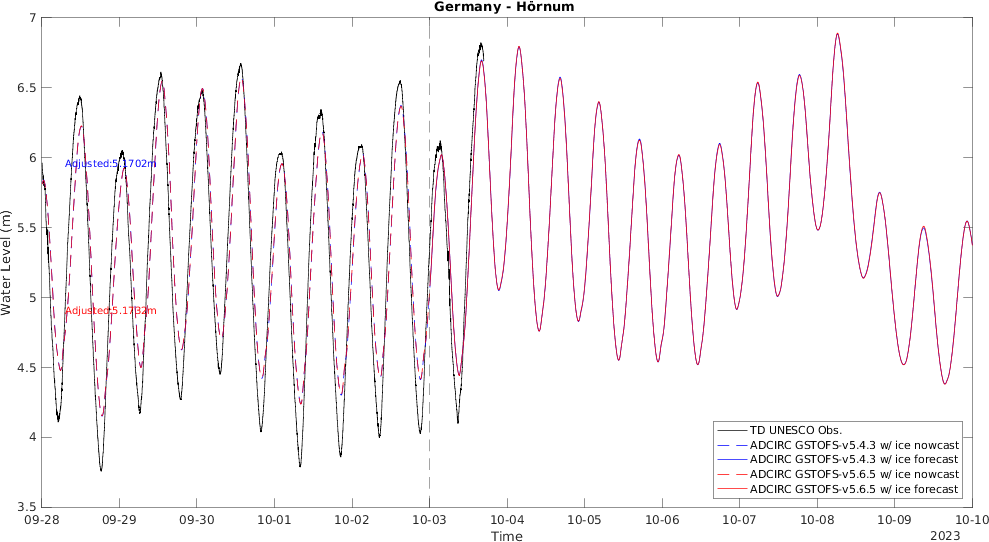 Germany - Hörnum
7
6.5
6
5.5
5
4.5
4
3.5
Water Level (m)
Adjusted:5.1702m
Adjusted:5.1732m
TD UNESCO Obs.
ADCIRC GSTOFS-v5.4.3 w/ ice nowcast
ADCIRC GSTOFS-v5.4.3 w/ ice forecast
ADCIRC GSTOFS-v5.6.5 w/ ice nowcast
ADCIRC GSTOFS-v5.6.5 w/ ice forecast
09-28 09-29 09-30 10-01 10-02 10-03 10-04 10-05 10-06 10-07 10-08 10-09 10-10
Time
2023